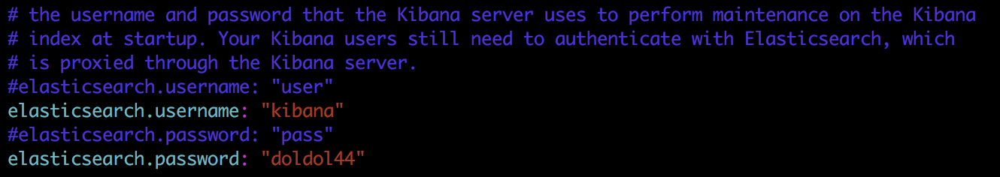 # the username and password that the Kibana server uses to perform maintenance on the Kibana
# index at startup. Your Kibana users still need to authenticate with Elasticsearch, which
# is proxied through the Kibana server.
#elasticsearch.username: "user"
elasticsearch.username: "kibana"
#elasticsearch.password: "pass"
elasticsearch.password: "doldol44"